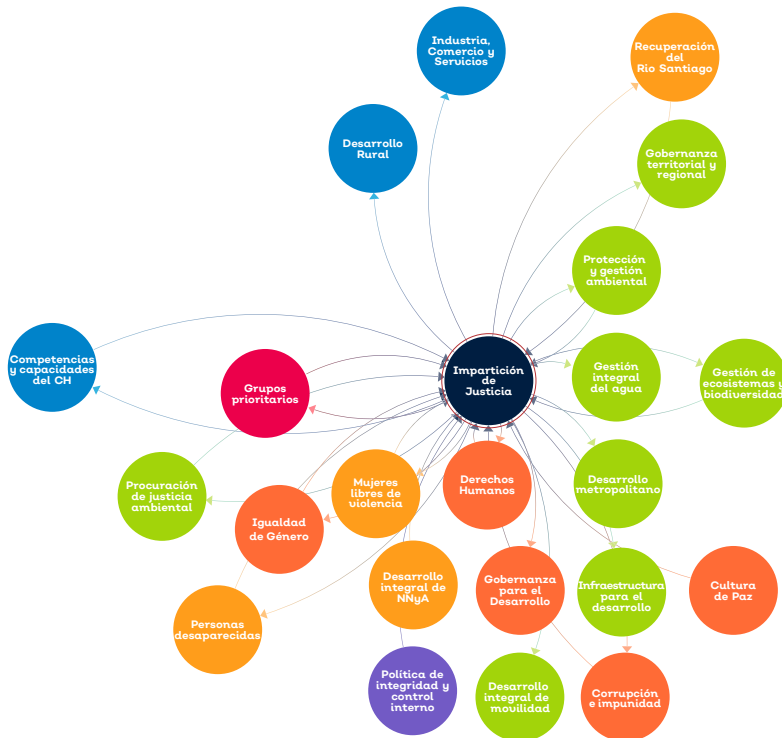 Industria,
Comercio y
Servicios
Recuperación
del
Rio Santiago
Desarrollo
Rural
Gobernanza
territorial y
regional
Protección
y gestión
ambiental
Competencias
y capacidades
del CH
Grupos
prioritarios
Impartición
de
Justicia
Gestión
integral
del agua
Gestión de
ecosistemas y
biodiversidad
Procuración
de justicia
ambiental
Igualdad
de Género
Mujeres
libres de
violencia
Derechos
Humanos
Desarrollo
metropolitano
Personas
desaparecidas
Desarrollo
integral de
NNyA
Gobernanza
para el
Desarrollo
Infraestructura
para el
desarrollo
Cultura
de Paz
Política de
integridad y
control
interno
Desarrollo
integral de
movilidad
Corrupción
e impunidad